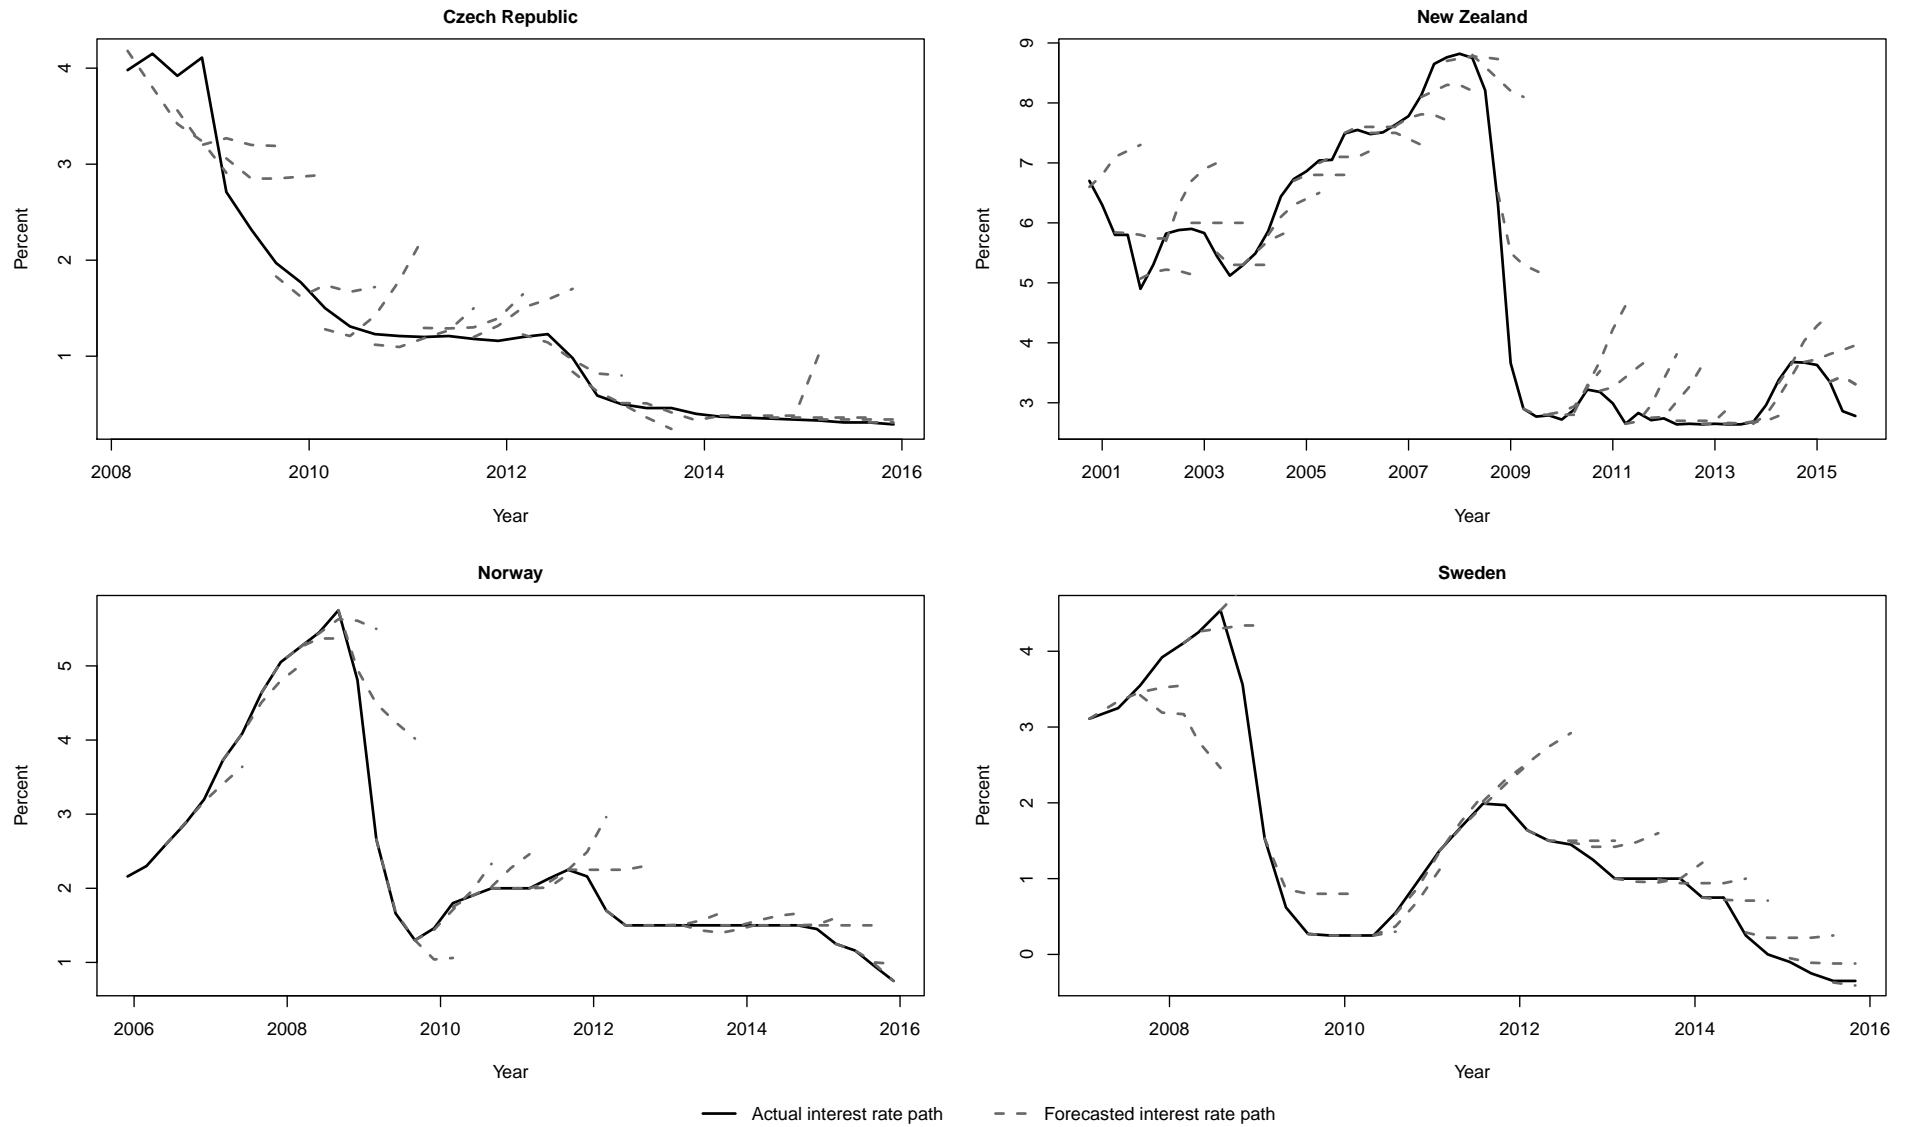 Czech Republic
Percent
4
3
2
1
2008 2010 2012 2014 2016
Year
New Zealand
Percent
9
8
7
6
5
4
3
2001 2003 2005 2007 2009 2011 2013 2015
Year
Norway
Percent
5
4
3
2
1
2006 2008 2010 2012 2014 2016
Year
Sweden
Percent
4
3
2
1
0
2008 2010 2012 2014 2016
Year
Actual interest rate path Forecasted interest rate path